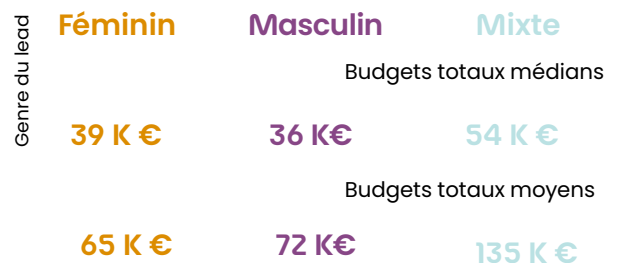 Genre du lead
Féminin Masculin Mixte
Budgets totaux médians
39 K € 36 K€ 54 K €
Budgets totaux moyens
65 K € 72 K€ 135 K €